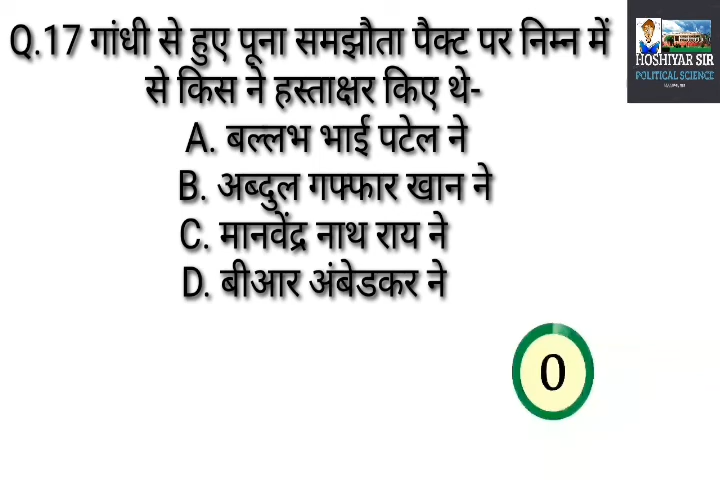 Q.17 गांधी से हुए पूना समझौता पैक्ट पर निम्न में
से किस ने हस्ताक्षर किए थे-
A. बल्लभ भाई पटेल ने
B. अब्दुल गफ्फार खान ने
C. मानवेंद्र नाथ राय ने
D. बीआर अंबेडकर ने
HOSHIYAR SIR
POLITICAL SCIENCE
0